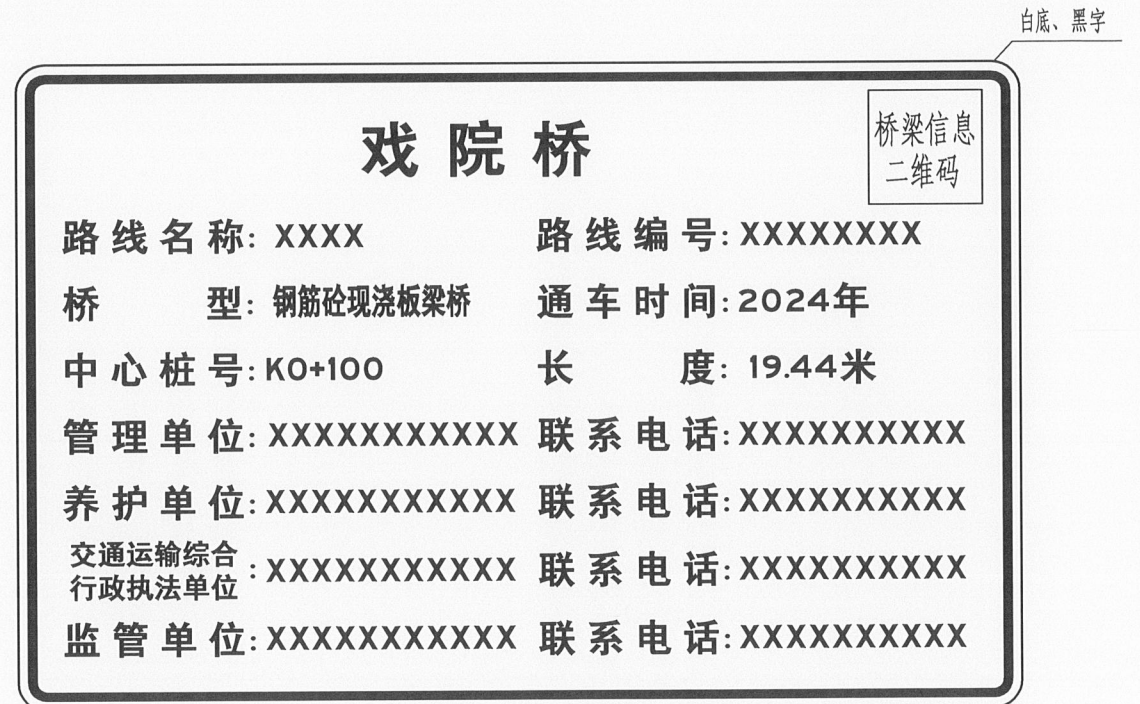 白底、黑字
戏院桥
桥梁信息
二维码
路线名称: XXXX 路线编号: XXXXXXXX
桥型: 钢筋砼现浇板梁桥 通车时间: 2024年
中心桩号: K0+100 长度: 19.44米
管理单位: XXXXXXXXXXX 联系电话: XXXXXXXXXX
养护单位: XXXXXXXXXXX 联系电话: XXXXXXXXXX
交通运输综合
行政执法单位: XXXXXXXXXXX 联系电话: XXXXXXXXXX
监管单位: XXXXXXXXXXX 联系电话: XXXXXXXXXX